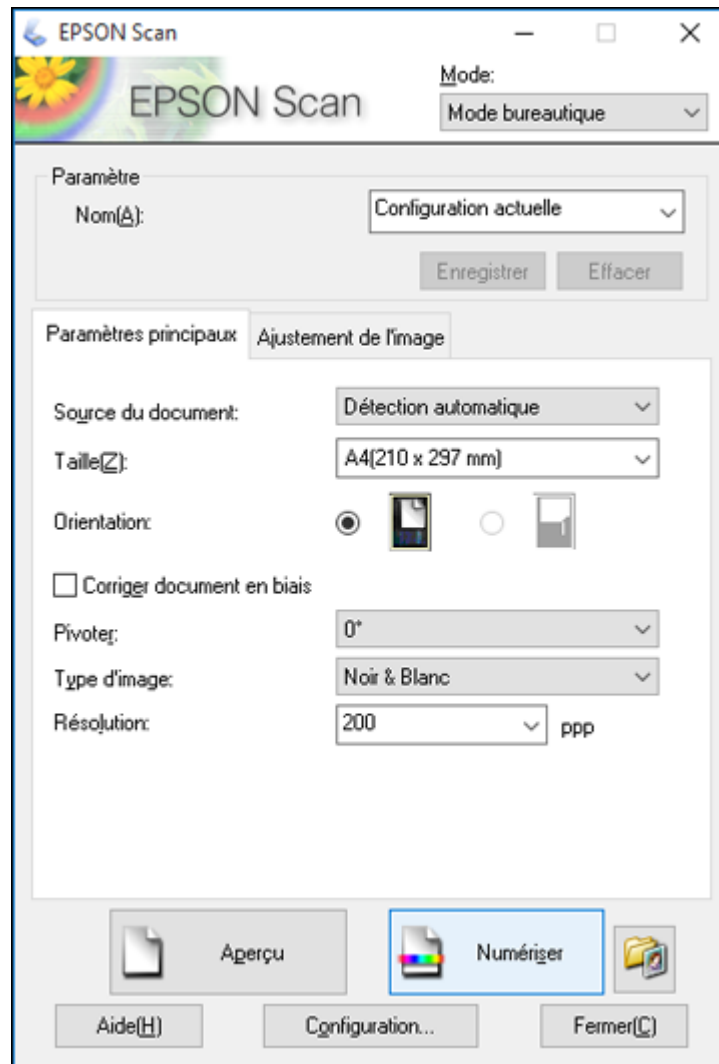 EPSON Scan
EPSON Scan
Mode:
Mode bureautique
Paramètre
Nom(A):
Configuration actuelle
Enregistrer
Effacer
Paramètres principaux
Ajustement de l'image
Source du document:
Détection automatique
Taille(Z):
A4(210 x 297 mm)
Orientation:
Corriger document en biais
Pivoter:
0°
Type d'image:
Noir & Blanc
Résolution:
200
ppp
Aperçu
Numériser
Aide(H)
Configuration...
Fermer(C)